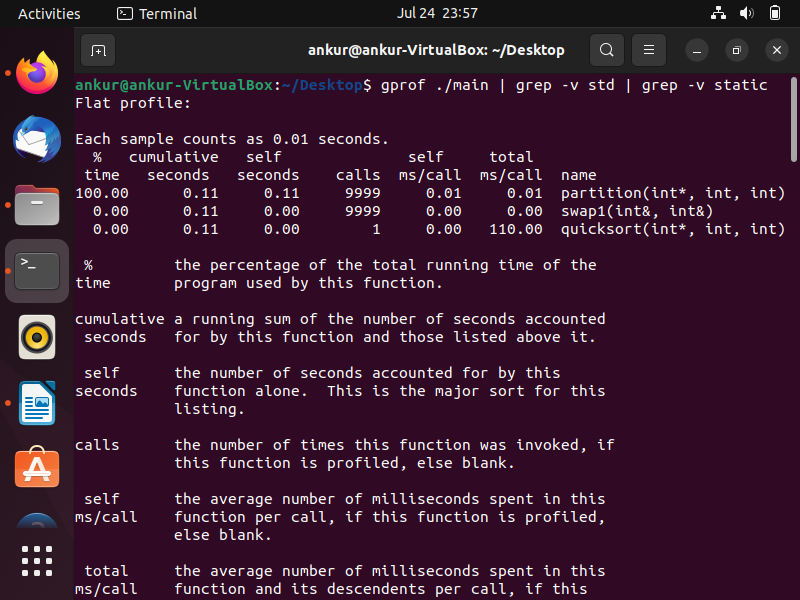 Activities Terminal Jul 24 23:57
ankur@ankur-VirtualBox: ~/Desktop
ankur@ankur-VirtualBox:~/Desktop$ gprof ./main | grep -v std | grep -v static
Flat profile:
Each sample counts as 0.01 seconds.
% cumulative self self total
time seconds seconds calls ms/call ms/call name
100.00 0.11 0.11 9999 0.01 0.01 partition(int*, int, int)
0.00 0.11 0.00 9999 0.00 0.00 swap1(int&, int&)
0.00 0.11 0.00 1 0.00 110.00 quicksort(int*, int, int)
% the percentage of the total running time of the
time program used by this function.
cumulative a running sum of the number of seconds accounted
seconds for by this function and those listed above it.
self the number of seconds accounted for by this
seconds function alone. This is the major sort for this
listing.
calls the number of times this function was invoked, if
this function is profiled, else blank.
self the average number of milliseconds spent in this
ms/call function per call, if this function is profiled,
else blank.
total the average number of milliseconds spent in this
ms/call function and its descendents per call, if this